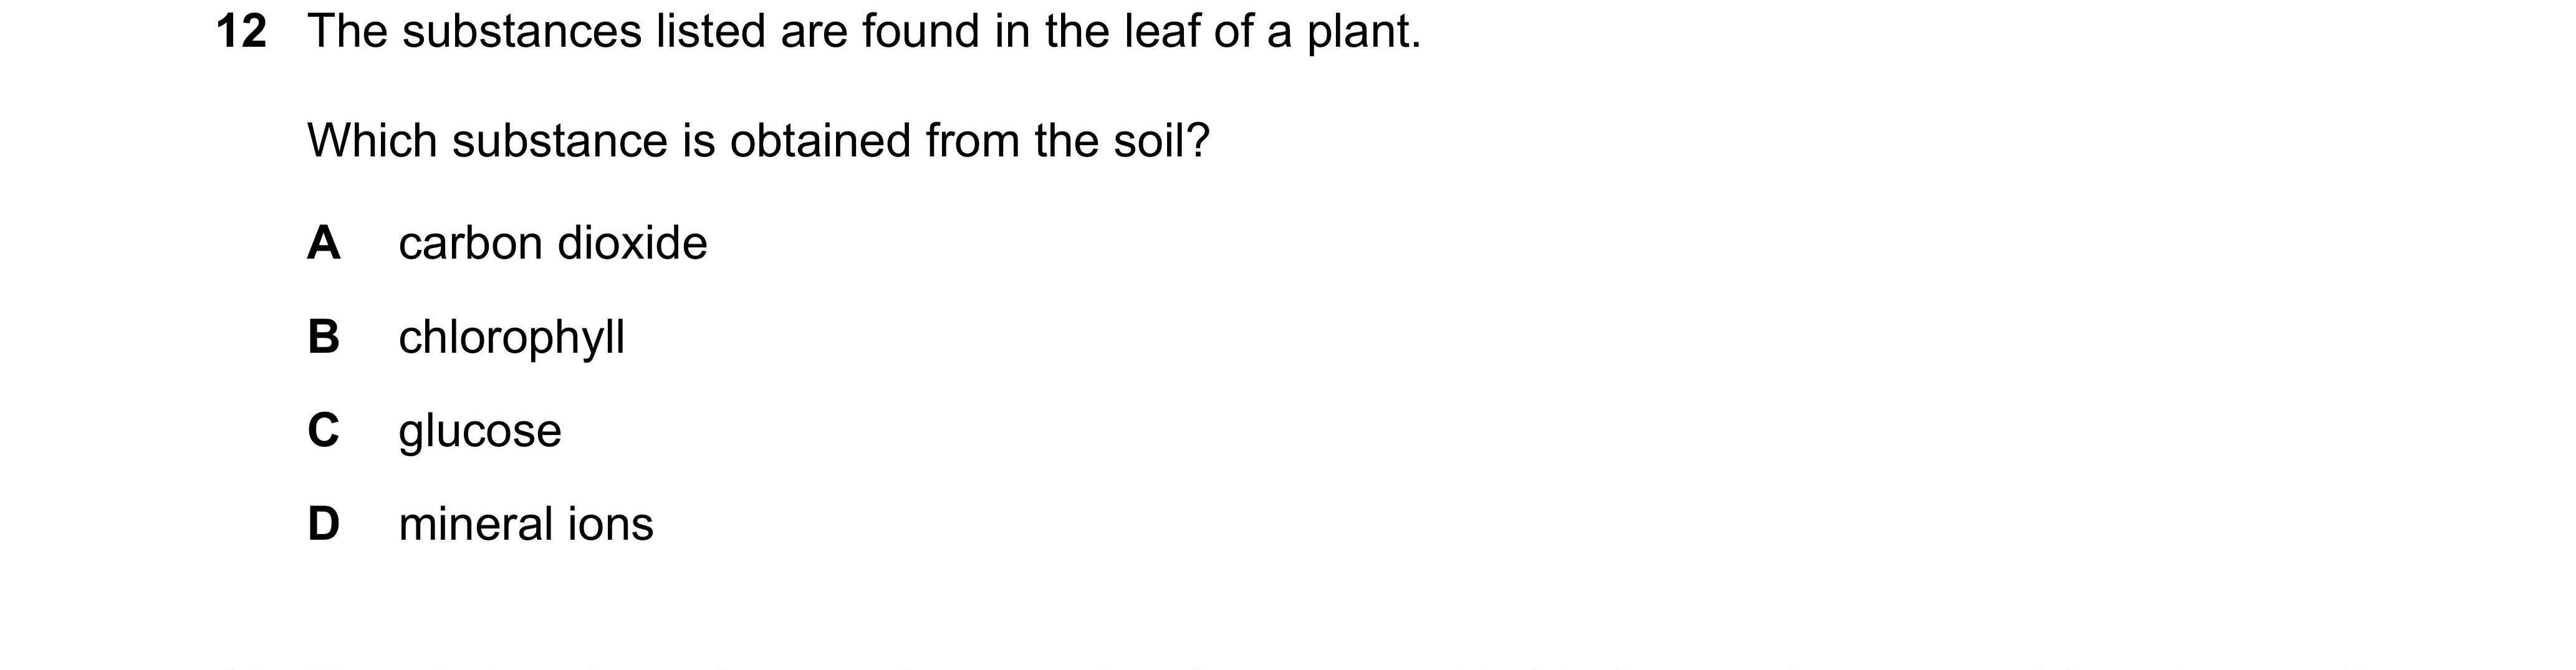 12 The substances listed are found in the leaf of a plant.
Which substance is obtained from the soil?
A carbon dioxide
B chlorophyll
C glucose
D mineral ions